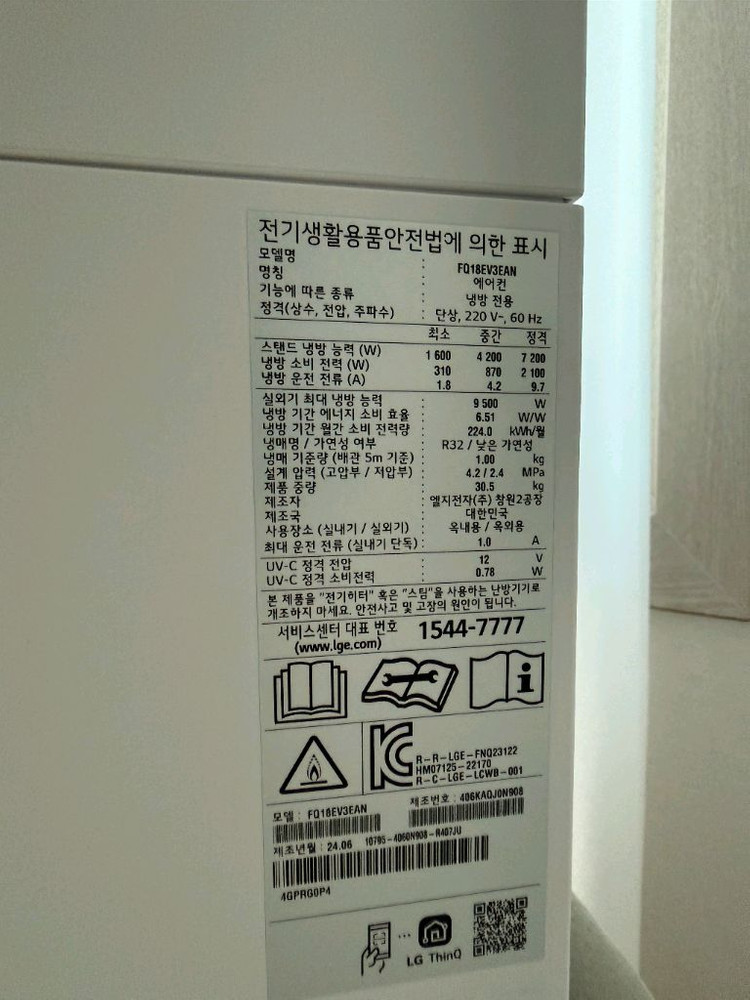 전기생활용품안전법에 의한 표시
모델명 : FQ18EV3EAN
명칭 : 에어컨
기능에 따른 종류 : 냉방 전용
정격(상수, 전압, 주파수) : 단상, 220 V~, 60 Hz
최소 중간 정격
스탠드 냉방 능력 (W) : 1 600 4 200 7 200
냉방 소비 전력 (W) : 310 870 2 100
냉방 운전 전류 (A) : 1.8 4.2 9.7
실외기 최대 냉방 능력 : 9 500 W
냉방 기간 에너지 소비 효율 : 6.51 W/W
냉방 기간 월간 소비 전력량 : 224.0 kWh/월
냉매명 / 가연성 여부 : R32 / 낮은 가연성
냉매 기준량 (배관 5m 기준) : 1.00 kg
설계 압력 (고압부 / 저압부) : 4.2 / 2.4 MPa
제품 중량 : 30.5 kg
제조자 : 엘지전자(주) 창원2공장
제조국 : 대한민국
사용장소 (실내기 / 실외기) : 옥내용 / 옥외용
최대 운전 전류 (실내기 단독) : 1.0 A
UV-C 정격 전압 : 12 V
UV-C 정격 소비전력 : 0.78 W
본 제품을 "전기히터" 혹은 "스팀"을 사용하는 난방기기로
개조하지 마세요. 안전사고 및 고장의 원인이 됩니다.
서비스센터 대표 번호 1544-7777
(www.lge.com)
R-R-LGE-FNQ23122
HM07125-22170
R-C-LGE-LCWB-001
모델 : FQ18EV3EAN 제조번호 : 406KAQJ0N908
제조년월 : 24.06 10795-4060N908-R407JU
4GPRG0P4
LG ThinQ